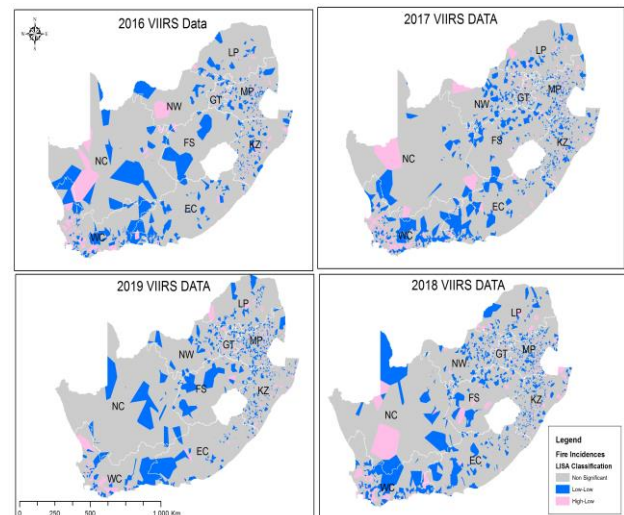 2016 VIIRS Data
N
LP
NW
GT
MP
FS
KZ
NC
EC
WC
2017 VIIRS DATA
LP
NW
GT
MP
FS
KZ
NC
EC
WC
2019 VIIRS DATA
LP
NW
GT
MP
FS
KZ
NC
EC
WC
250 500 1 000 Km
2018 VIIRS DATA
LP
NW
GT
MP
FS
KZ
NC
EC
WC
Legend
Fire Incidences
LISA Classification
Non Significant
Low-Low
High-Low